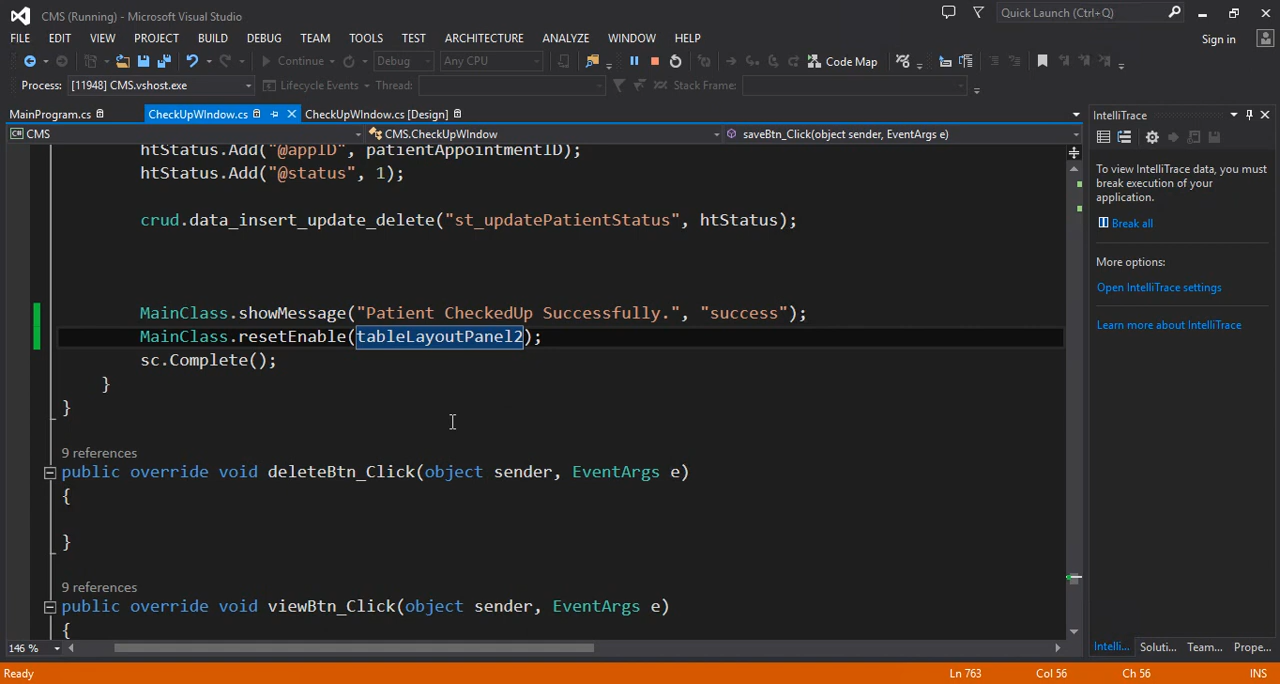 CMS (Running) - Microsoft Visual Studio
Quick Launch (Ctrl+Q)
FILE EDIT VIEW PROJECT BUILD DEBUG TEAM TOOLS TEST ARCHITECTURE ANALYZE WINDOW HELP
Sign in
Continue Debug Any CPU Code Map
Process: [11948] CMS.vshost.exe Lifecycle Events Thread: Stack Frame:
MainProgram.cs CheckUpWIndow.cs CheckUpWIndow.cs [Design]
IntelliTrace
CMS CMS.CheckUpWIndow saveBtn_Click(object sender, EventArgs e)
htStatus.Add("@appID", patientAppointmentID);
htStatus.Add("@status", 1);
crud.data_insert_update_delete("st_updatePatientStatus", htStatus);
MainClass.showMessage("Patient CheckedUp Successfully.", "success");
MainClass.resetEnable(tableLayoutPanel2);
sc.Complete();
}
}
9 references
public override void deleteBtn_Click(object sender, EventArgs e)
{
}
9 references
public override void viewBtn_Click(object sender, EventArgs e)
{
To view IntelliTrace data, you must
break execution of your
application.
Break all
More options:
Open IntelliTrace settings
Learn more about IntelliTrace
146 %
Intelli... Soluti... Team... Prope...
Ready Ln 763 Col 56 Ch 56 INS